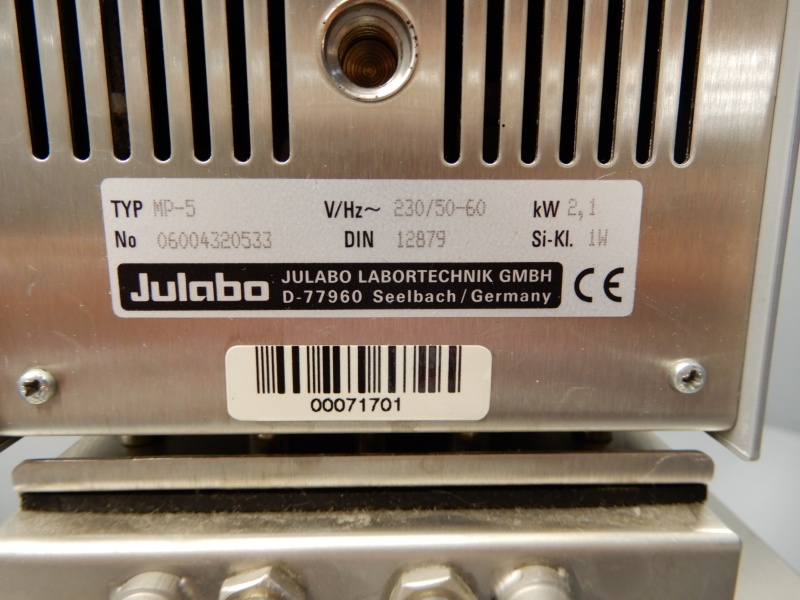 TYP MP-5 V/Hz~ 230/50-60 kW 2,1
No 06004320533 DIN 12879 Si-Kl. 1W
Julabo JULABO LABORTECHNIK GMBH
D-77960 Seelbach/Germany CE
00071701